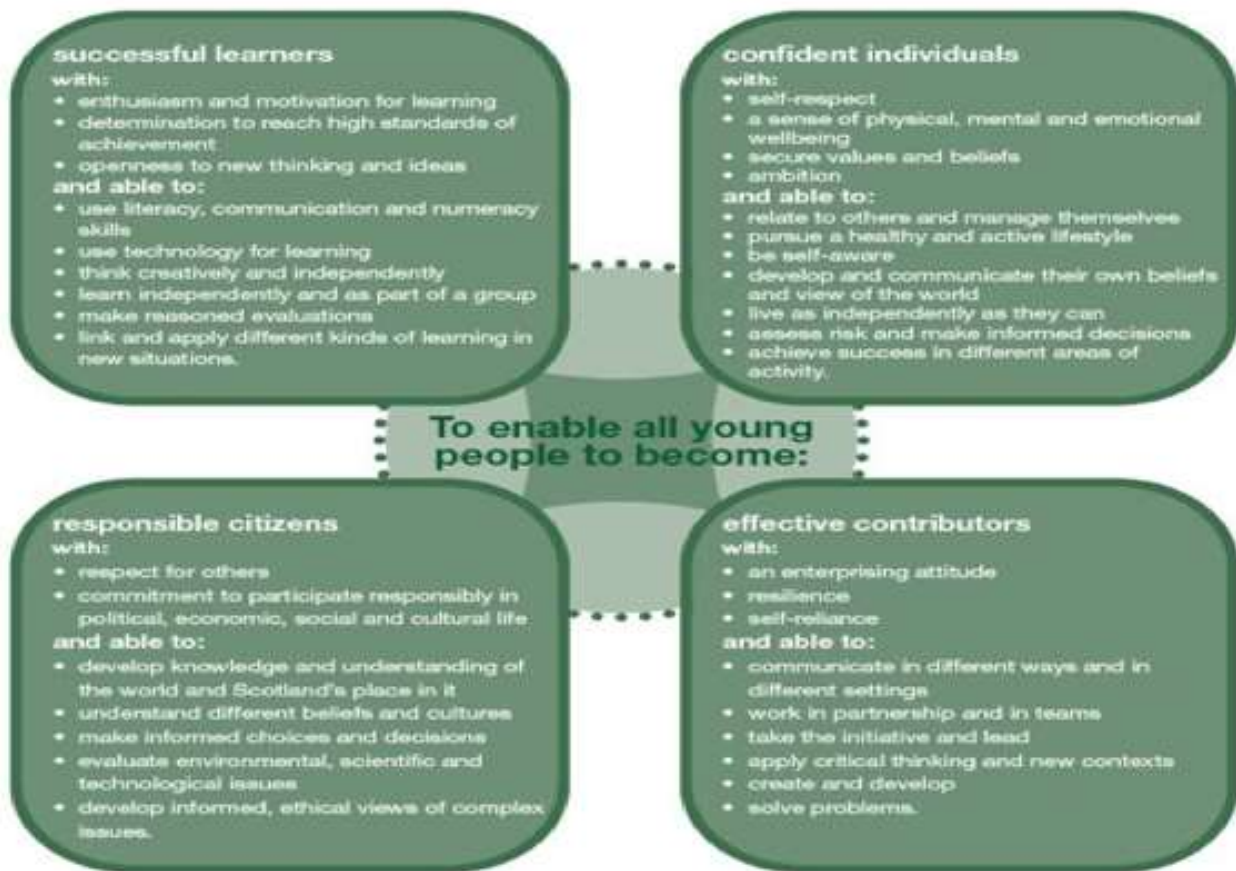 successful learners
with:
• enthusiasm and motivation for learning
• determination to reach high standards of
achievement
• openness to new thinking and ideas
and able to:
• use literacy, communication and numeracy
skills
• use technology for learning
• think creatively and independently
• learn independently and as part of a group
• make reasoned evaluations
• link and apply different kinds of learning in
new situations.
confident individuals
with:
• self-respect
• a sense of physical, mental and emotional
wellbeing
• secure values and beliefs
• ambition
and able to:
• relate to others and manage themselves
• pursue a healthy and active lifestyle
• be self-aware
• develop and communicate their own beliefs
and view of the world
• live as independently as they can
• assess risk and make informed decisions
• achieve success in different areas of
activity.
To enable all young
people to become:
responsible citizens
with:
• respect for others
• commitment to participate responsibly in
political, economic, social and cultural life
and able to:
• develop knowledge and understanding of
the world and Scotland's place in it
• understand different beliefs and cultures
• make informed choices and decisions
• evaluate environmental, scientific and
technological issues
• develop informed, ethical views of complex
issues.
effective contributors
with:
• an enterprising attitude
• resilience
• self-reliance
and able to:
• communicate in different ways and in
different settings
• work in partnership and in teams
• take the initiative and lead
• apply critical thinking and new contexts
• create and develop
• solve problems.